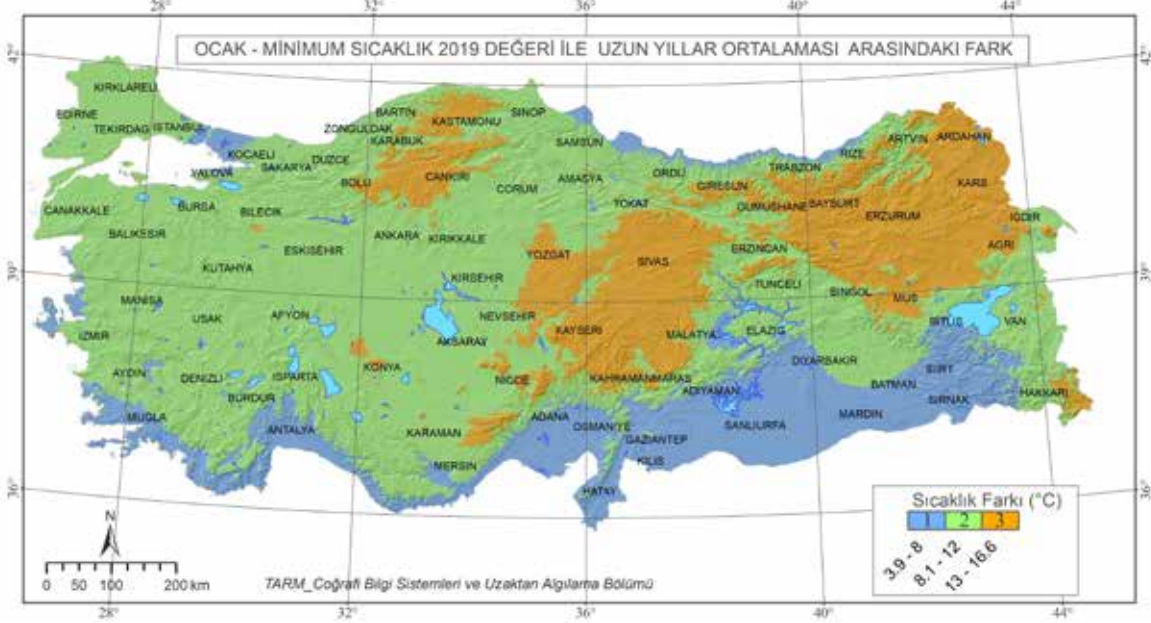 28° 32° 36° 40° 44°
42° 42°
OCAK - MİNİMUM SICAKLIK 2019 DEĞERİ İLE UZUN YILLAR ORTALAMASI ARASINDAKİ FARK
KIRKLARELI
EDIRNE
TEKIRDAG ISTANBUL
KOCAELI
YALOVA
SAKARYA
DUZCE
ZONGULDAK
BARTIN
KARABUK
KASTAMONU
SINOP
SAMSUN
BOLU
CANKIRI
CORUM
AMASYA
ORDU
GIRESUN
TRABZON
RIZE
ARTVIN
ARDAHAN
KARS
CANAKKALE
BURSA
BILECIK
BALIKESIR
ANKARA
KIRIKKALE
TOKAT
GUMUSHANE
BAYBURT
ERZURUM
IGDIR
AGRI
ESKISEHIR
YOZGAT
SIVAS
ERZINCAN
39° 39°
KUTAHYA
KIRSEHIR
TUNCELI
BINGOL
MUS
MANISA
USAK
AFYON
NEVSEHIR
KAYSERI
MALATYA
ELAZIG
BITLIS
VAN
IZMIR
AKSARAY
AYDIN
DENIZLI
ISPARTA
KONYA
NIGDE
KAHRAMANMARAS
ADIYAMAN
DIYARBAKIR
BATMAN
SIIRT
SIRNAK
HAKKARI
BURDUR
MUGLA
ANTALYA
KARAMAN
ADANA
OSMANIYE
GAZIANTEP
SANLIURFA
MARDIN
KILIS
MERSIN
HATAY
36° 36°
Sıcaklık Farkı (°C)
1 2 3
3.9 - 8
8.1 - 12
13 - 16.6
N
0 50 100 200 km
TARM_Coğrafi Bilgi Sistemleri ve Uzaktan Algılama Bölümü
28° 32° 36° 40° 44°